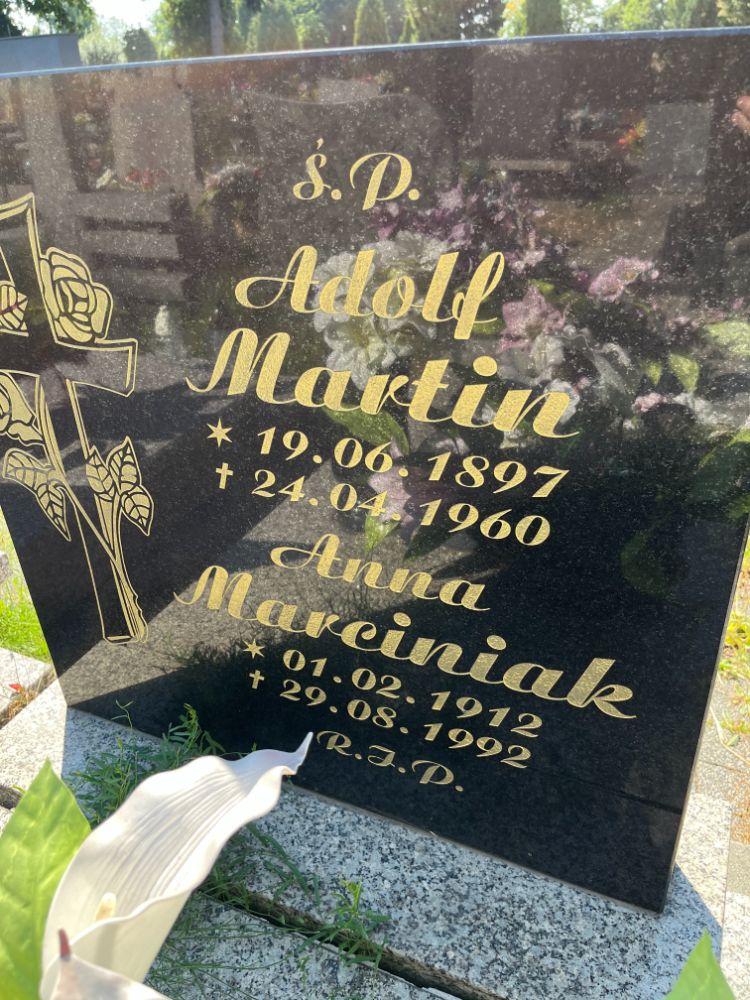 ś.P.
Adolf
Martin
* 19.06.1897
† 24.04.1960
Anna
Marciniak
* 01.02.1912
† 29.08.1992
R.I.P.